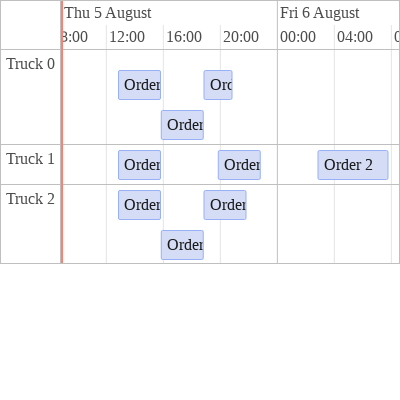 Thu 5 August Fri 6 August
8:00 12:00 16:00 20:00 00:00 04:00
Truck 0
Order
Order
Truck 1
Order Order Order 2
Truck 2
Order Order
Order